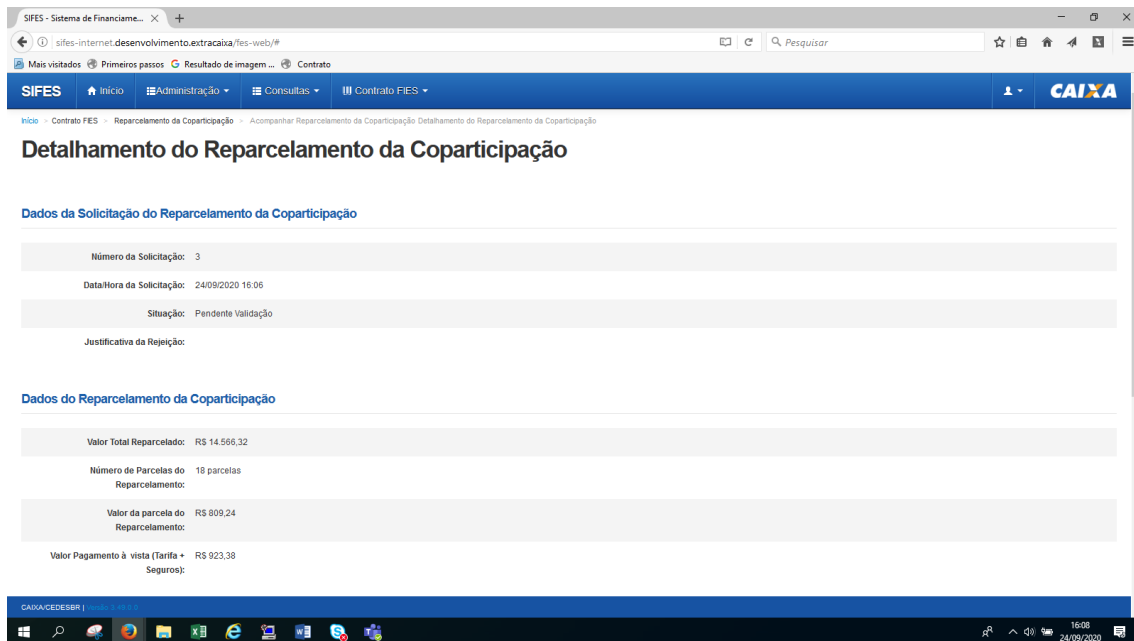 SIFES - Sistema de Financiame...
sifes-internet.desenvolvimento.extracaixa/fes-web/#
Pesquisar
Mais visitados Primeiros passos Resultado de imagem ... Contrato
SIFES Início Administração Consultas Contrato FIES CAIXA
Início > Contrato FIES > Reparcelamento da Coparticipação > Acompanhar Reparcelamento da Coparticipação Detalhamento do Reparcelamento da Coparticipação
Detalhamento do Reparcelamento da Coparticipação
Dados da Solicitação do Reparcelamento da Coparticipação
Número da Solicitação: 3
Data/Hora da Solicitação: 24/09/2020 16:06
Situação: Pendente Validação
Justificativa da Rejeição:
Dados do Reparcelamento da Coparticipação
Valor Total Reparcelado: R$ 14.566,32
Número de Parcelas do 18 parcelas
Reparcelamento:
Valor da parcela do R$ 809,24
Reparcelamento:
Valor Pagamento à vista (Tarifa + R$ 923,38
Seguros):
CAIXA/CEDESBR |
16:08
24/09/2020